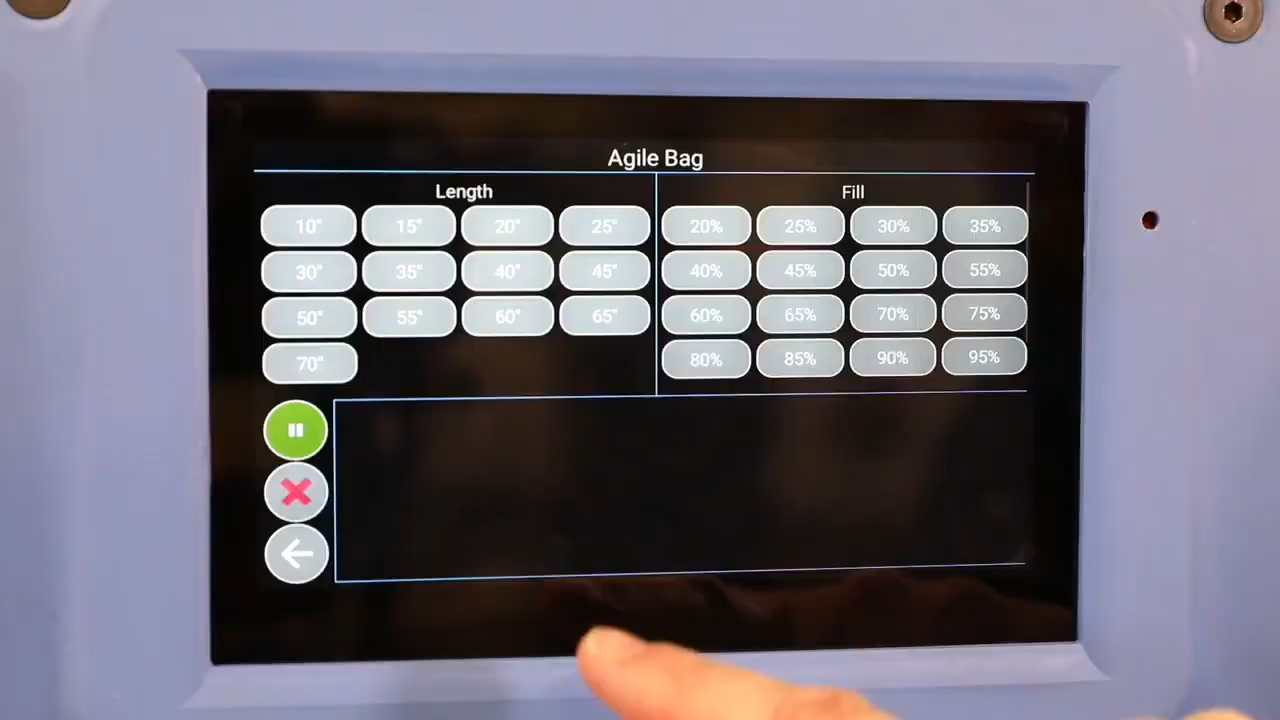 Agile Bag
Length
Fill
10" 15" 20" 25"
30" 35" 40" 45"
50" 55" 60" 65"
70"
20% 25% 30% 35%
40% 45% 50% 55%
60% 65% 70% 75%
80% 85% 90% 95%